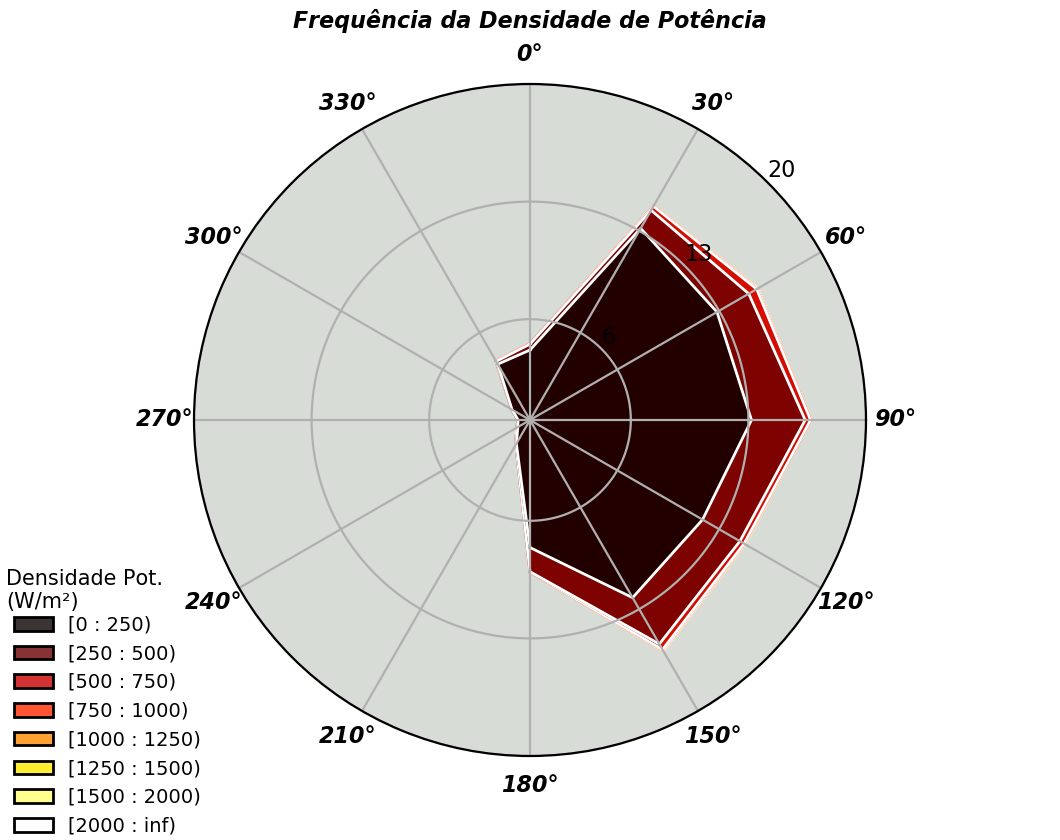 Frequência da Densidade de Potência
0°
330°
30°
20
300°
60°
13
6
270°
90°
240°
120°
210°
150°
180°
Densidade Pot.
(W/m²)
[0 : 250)
[250 : 500)
[500 : 750)
[750 : 1000)
[1000 : 1250)
[1250 : 1500)
[1500 : 2000)
[2000 : inf)